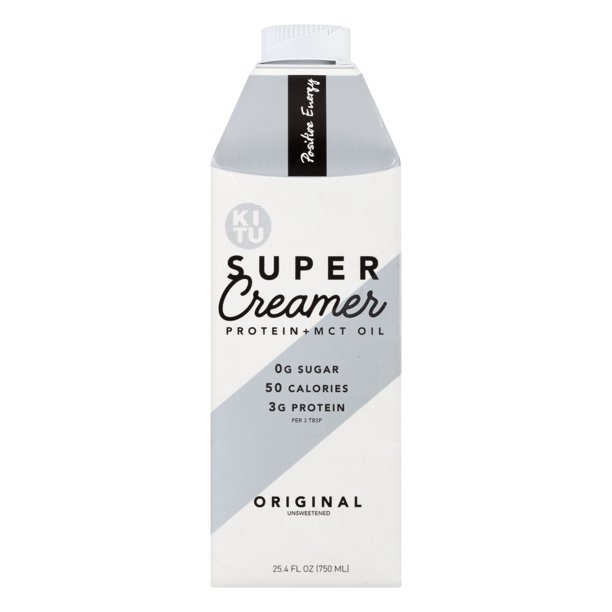 Positive Energy
KI
TU
SUPER
Creamer
PROTEIN+MCT OIL
0G SUGAR
50 CALORIES
3G PROTEIN
PER 3 TBSP
ORIGINAL
UNSWEETENED
25.4 FL OZ (750 ML)